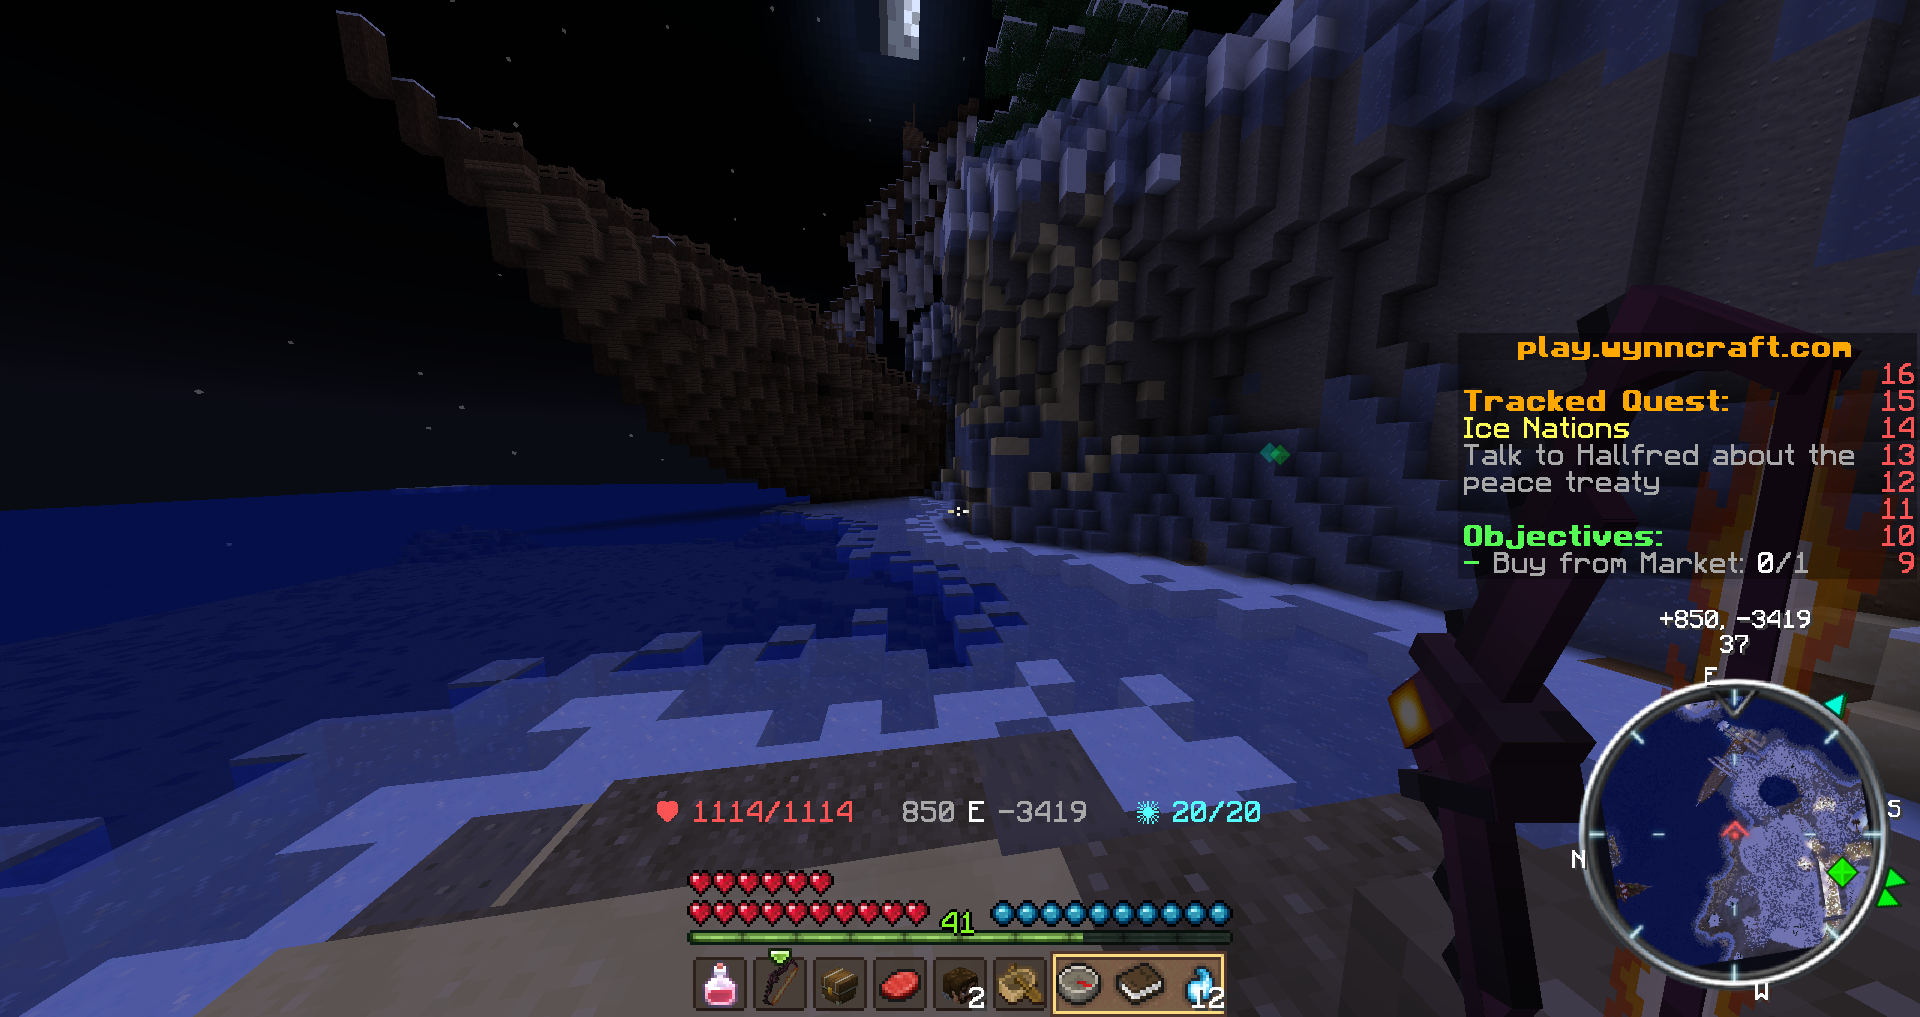 play.wynncraft.com
16
Tracked Quest: 15
Ice Nations 14
Talk to Hallfred about the 13
peace treaty 12
11
Objectives: 10
- Buy from Market: 0/1 9
+850, -3419
37
E
S
N
W
1114/1114 850 E -3419 20/20
41
2
12